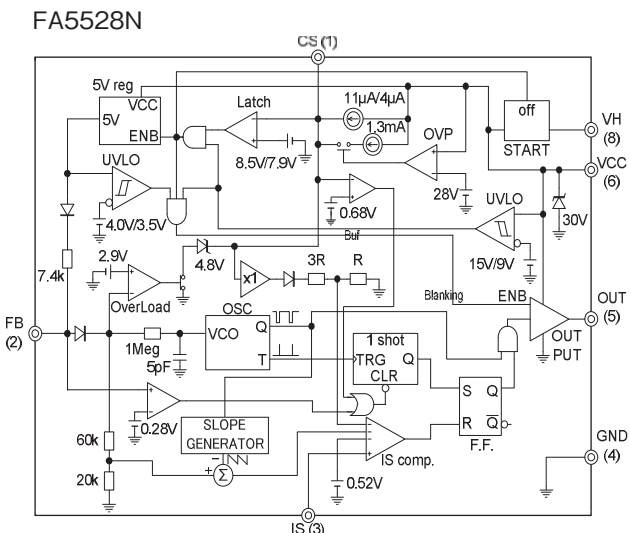 FA5528N
CS (1)
5V reg
VCC
5V
ENB
Latch
11µA/4µA
1.3mA
OVP
off
START
VH
(8)
VCC
(6)
8.5V/7.9V
UVLO
4.0V/3.5V
0.68V
28V
UVLO
30V
15V/9V
Buf
2.9V
4.8V
7.4k
OverLoad
x1
3R
R
Blanking
ENB
OUT
(5)
OUT
PUT
FB
(2)
1Meg
5pF
OSC
VCO
Q
T
1 shot
TRG
Q
CLR
0.28V
SLOPE
GENERATOR
S
Q
R
Q
F.F.
60k
20k
−
+
Σ
IS comp.
0.52V
GND
(4)
IS (3)